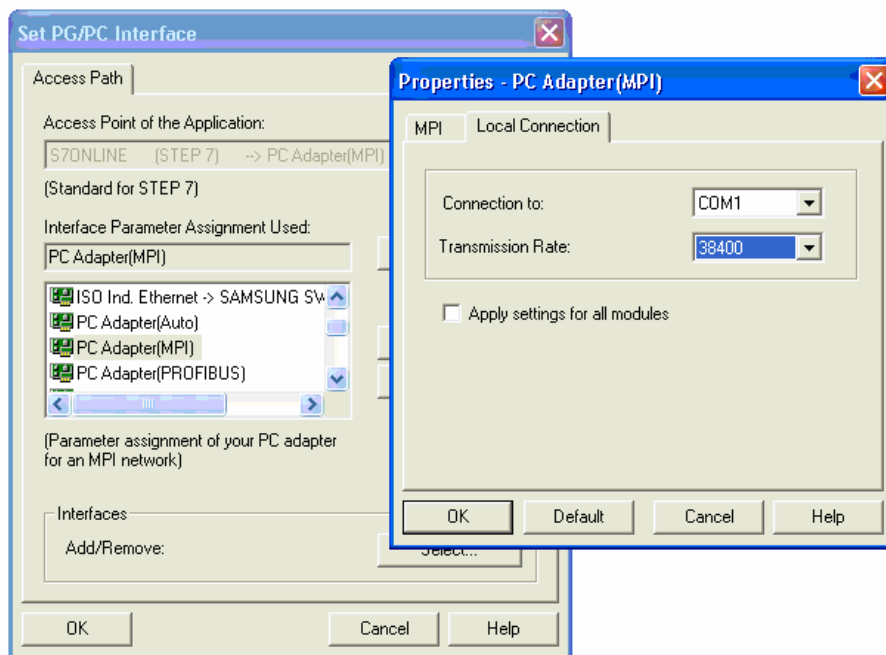 Set PG/PC Interface
Access Path
Access Point of the Application:
S7ONLINE (STEP 7) --> PC Adapter(MPI)
(Standard for STEP 7)
Interface Parameter Assignment Used:
PC Adapter(MPI)
ISO Ind. Ethernet -> SAMSUNG
PC Adapter(Auto)
PC Adapter(MPI)
PC Adapter(PROFIBUS)
(Parameter assignment of your PC adapter
for an MPI network)
Interfaces
Add/Remove:
Select...
OK
Cancel
Help
Properties - PC Adapter(MPI)
MPI
Local Connection
Connection to:
COM1
Transmission Rate:
38400
Apply settings for all modules
OK
Default
Cancel
Help